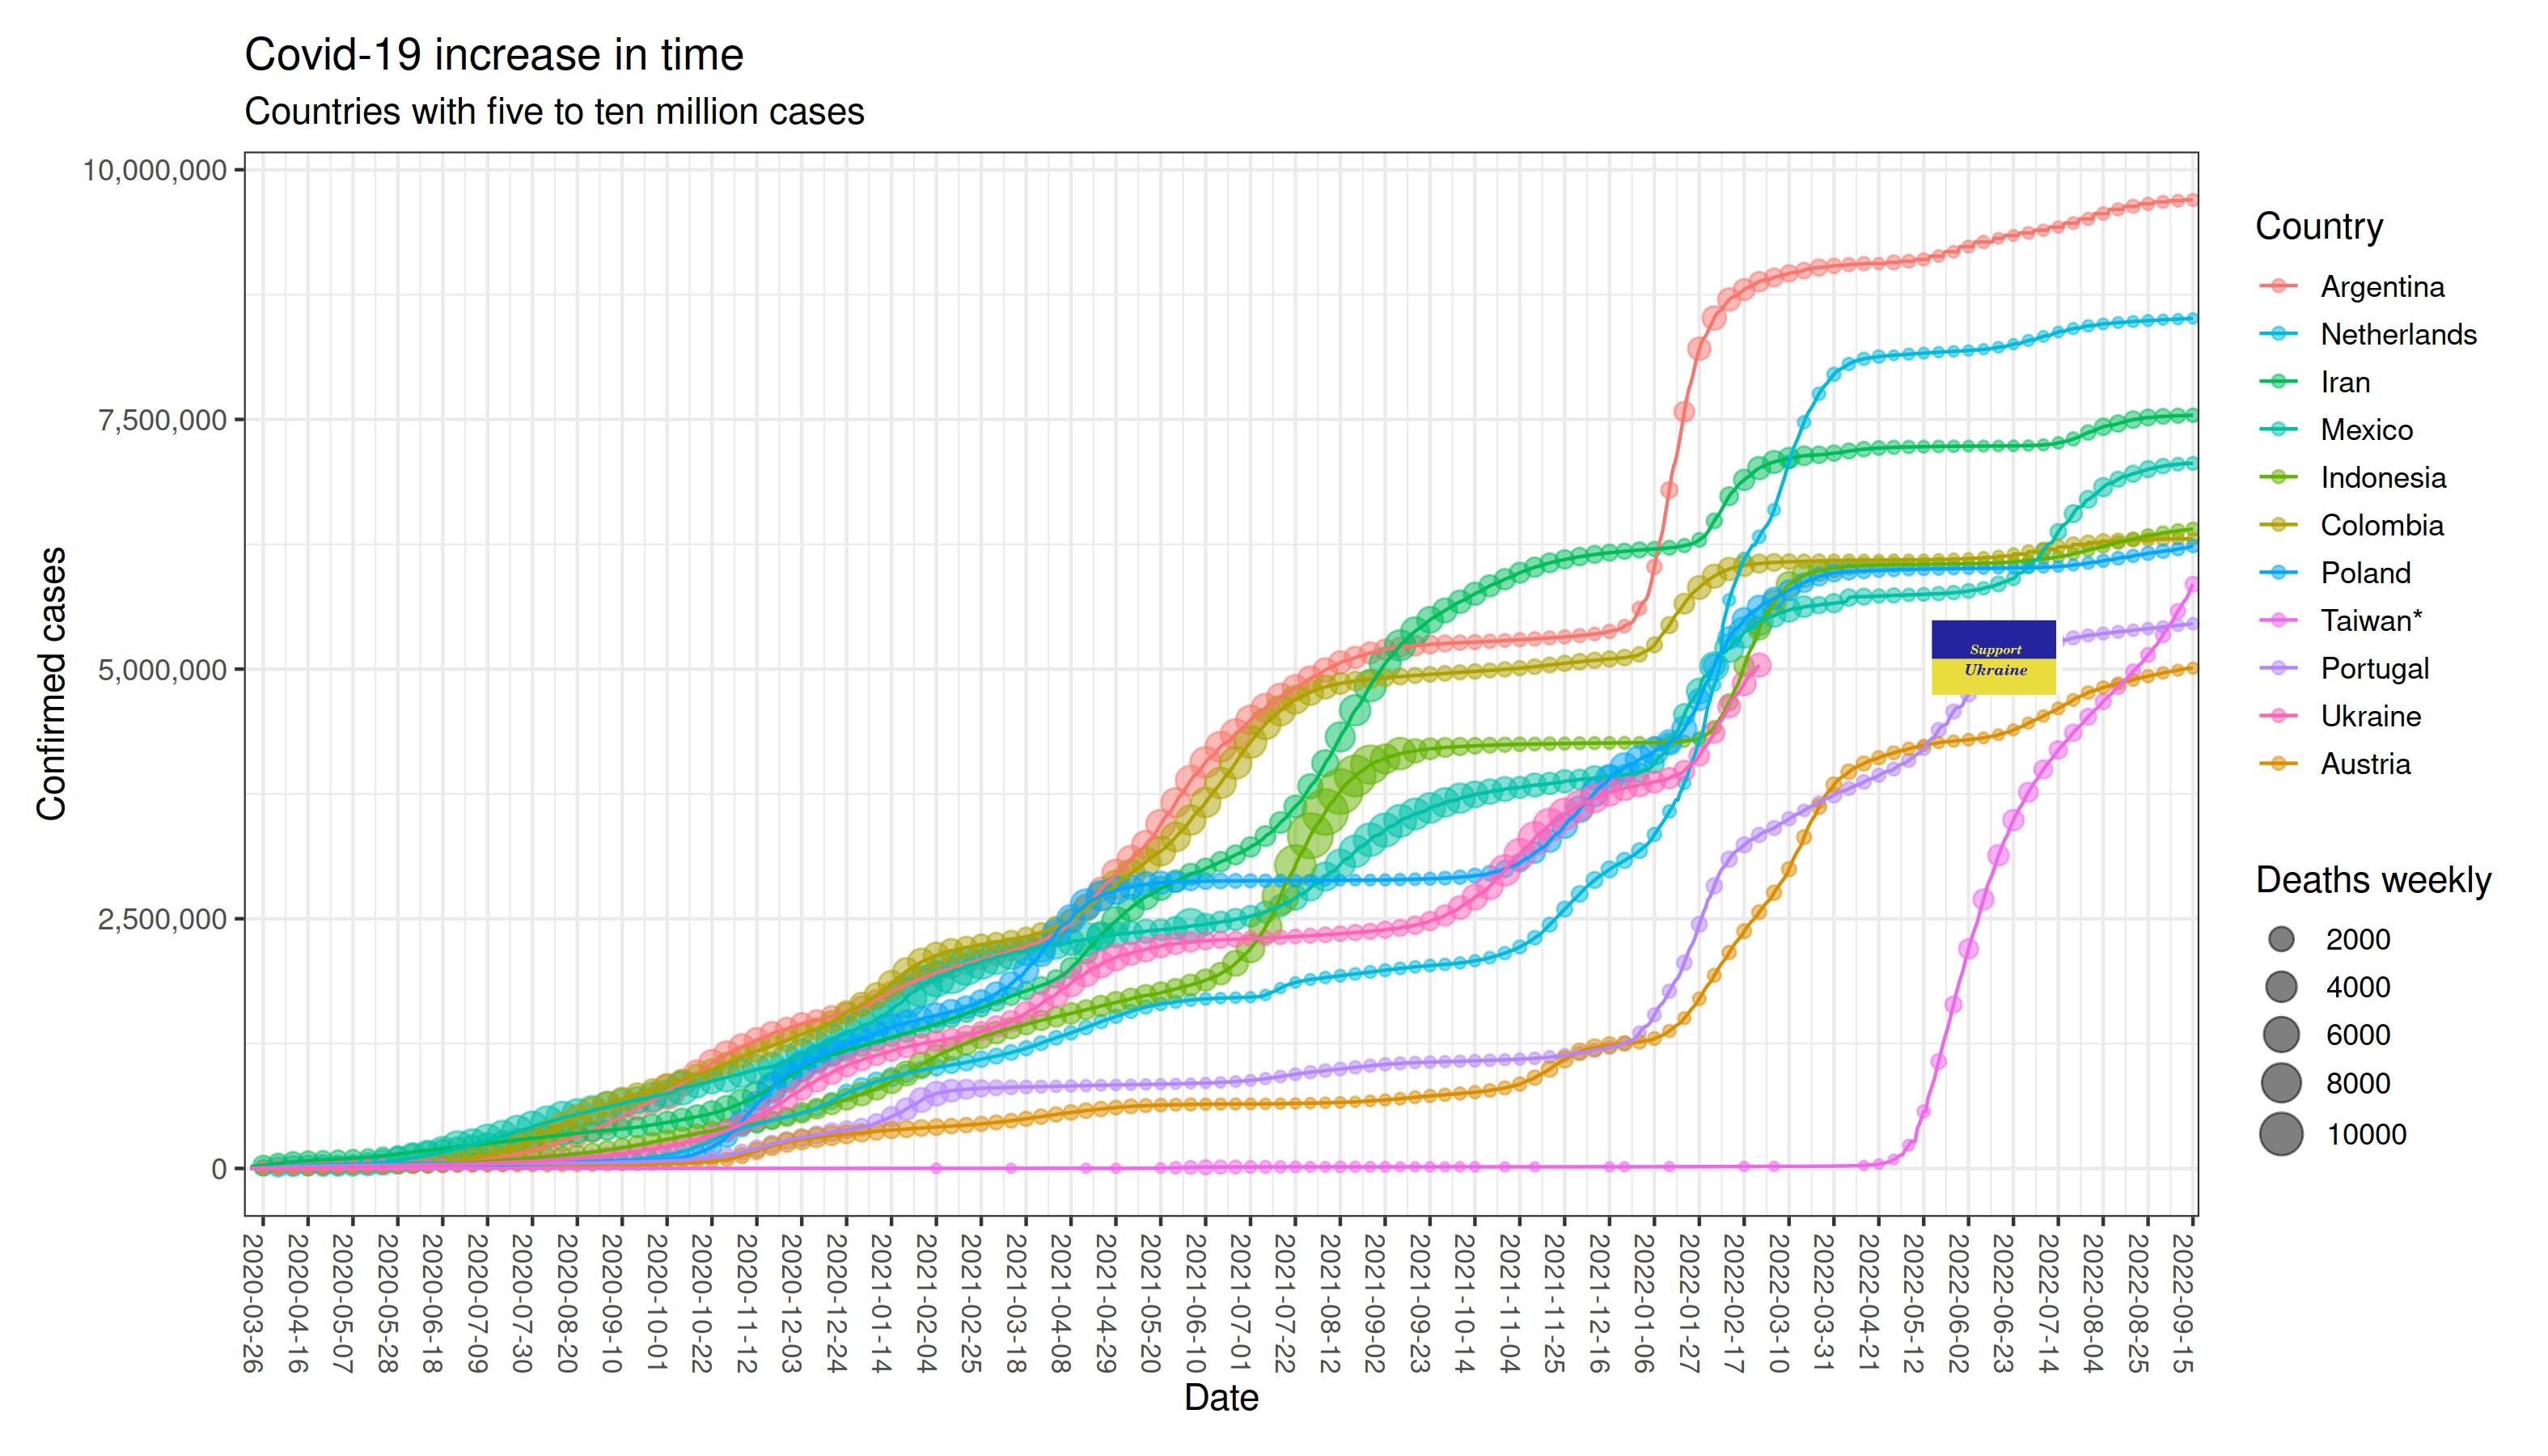 Covid-19 increase in time
Countries with five to ten million cases
10,000,000
7,500,000
5,000,000
2,500,000
0
Confirmed cases
Support
Ukraine
2020-03-26
2020-04-16
2020-05-07
2020-05-28
2020-06-18
2020-07-09
2020-07-30
2020-08-20
2020-09-10
2020-10-01
2020-10-22
2020-11-12
2020-12-03
2020-12-24
2021-01-14
2021-02-04
2021-02-25
2021-03-18
2021-04-08
2021-04-29
2021-05-20
2021-06-10
2021-07-01
2021-07-22
2021-08-12
2021-09-02
2021-09-23
2021-10-14
2021-11-04
2021-11-25
2021-12-16
2022-01-06
2022-01-27
2022-02-17
2022-03-10
2022-03-31
2022-04-21
2022-05-12
2022-06-02
2022-06-23
2022-07-14
2022-08-04
2022-08-25
2022-09-15
Date
Country
Argentina
Netherlands
Iran
Mexico
Indonesia
Colombia
Poland
Taiwan*
Portugal
Ukraine
Austria
Deaths weekly
2000
4000
6000
8000
10000